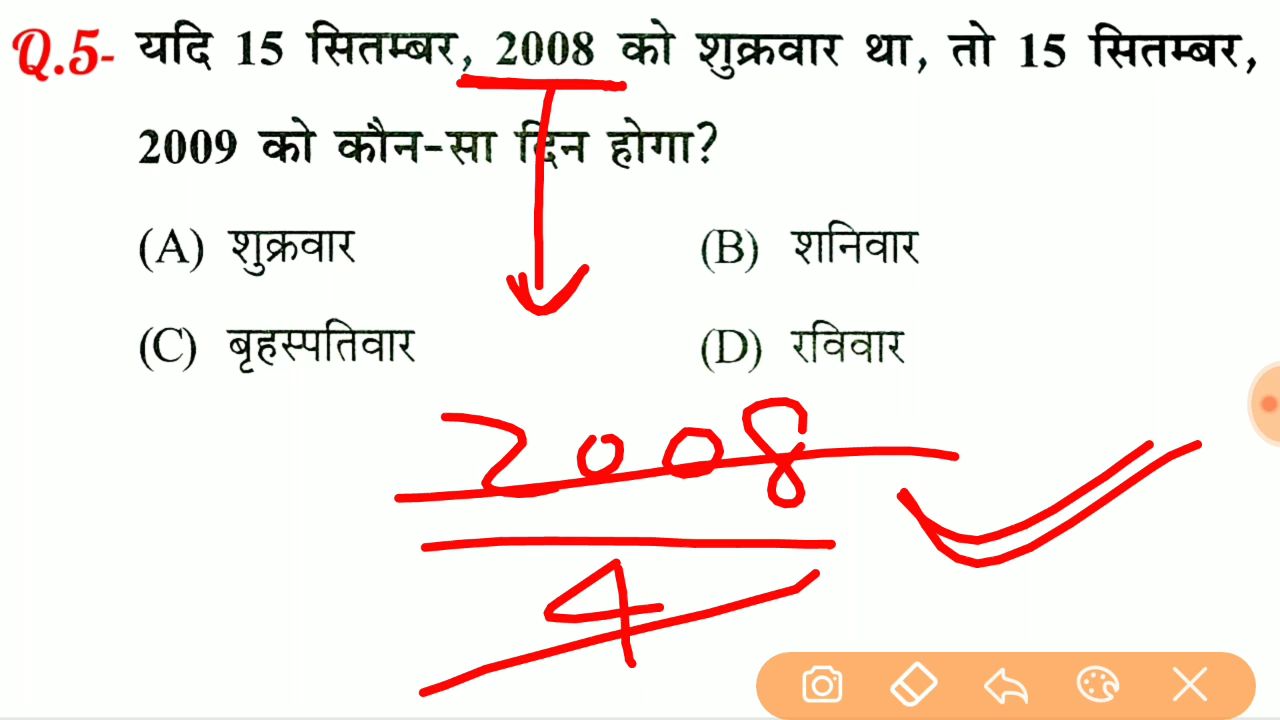 Q.5- यदि 15 सितम्बर, 2008 को शुक्रवार था, तो 15 सितम्बर,
2009 को कौन-सा दिन होगा?
(A) शुक्रवार (B) शनिवार
(C) बृहस्पतिवार (D) रविवार
2008
4